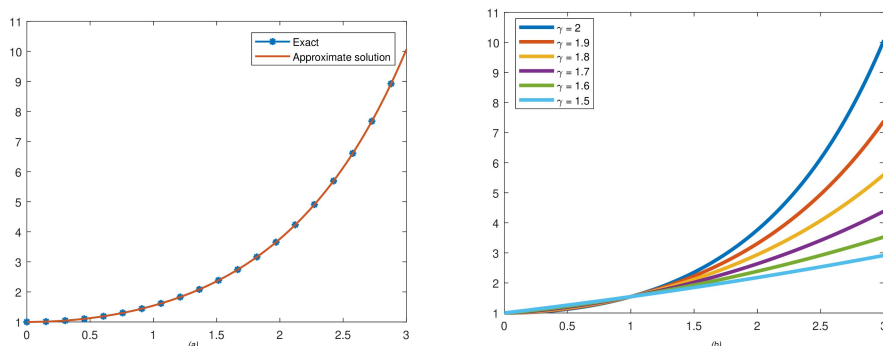 11
10
9
8
7
6
5
4
3
2
1
Exact
Approximate solution
0 0.5 1 1.5 2 2.5 3
(a)
11
10
9
8
7
6
5
4
3
2
1
γ = 2
γ = 1.9
γ = 1.8
γ = 1.7
γ = 1.6
γ = 1.5
0 0.5 1 1.5 2 2.5 3
(b)